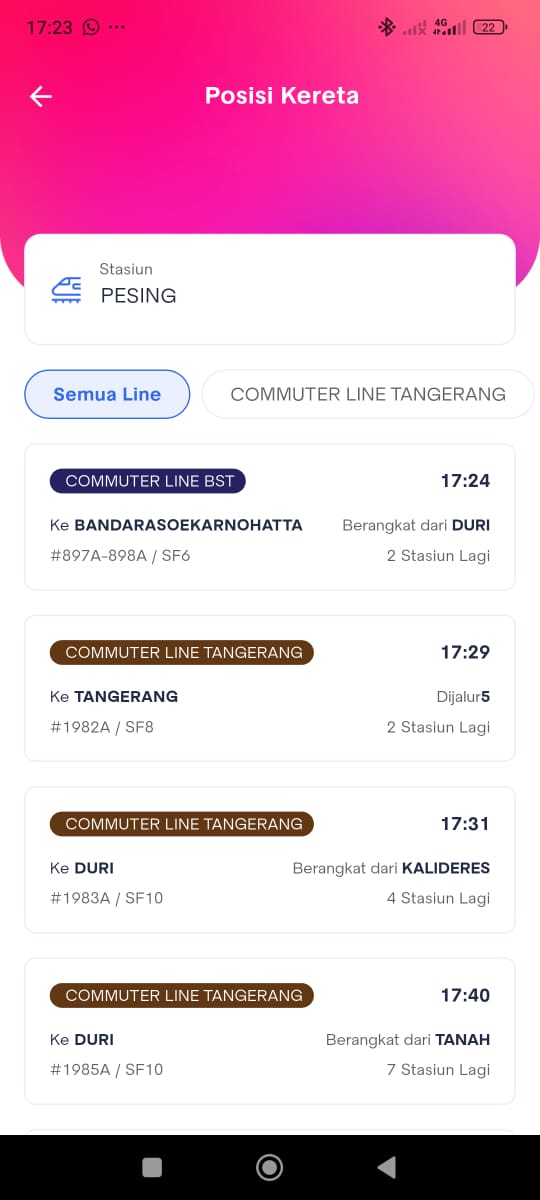 17:23
4G
22
Posisi Kereta
Stasiun
PESING
Semua Line
COMMUTER LINE TANGERANG
COMMUTER LINE BST
17:24
Ke BANDARASOEKARNOHATTA
Berangkat dari DURI
#897A-898A / SF6
2 Stasiun Lagi
COMMUTER LINE TANGERANG
17:29
Ke TANGERANG
Dijalur5
#1982A / SF8
2 Stasiun Lagi
COMMUTER LINE TANGERANG
17:31
Ke DURI
Berangkat dari KALIDERES
#1983A / SF10
4 Stasiun Lagi
COMMUTER LINE TANGERANG
17:40
Ke DURI
Berangkat dari TANAH
#1985A / SF10
7 Stasiun Lagi